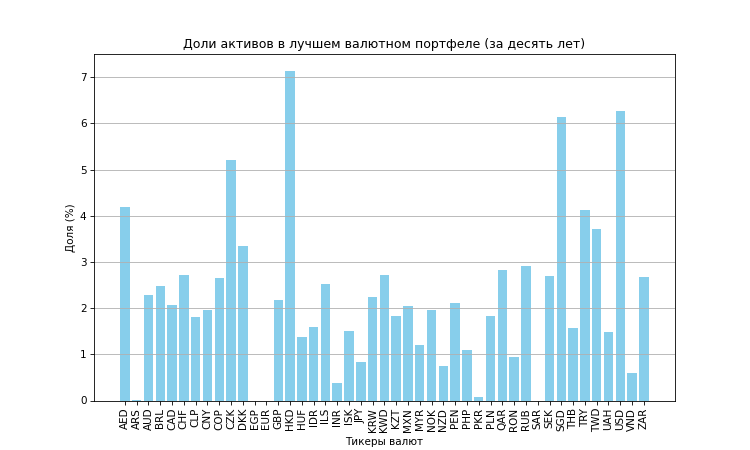 Доли активов в лучшем валютном портфеле (за десять лет)
Доля (%)
7
6
5
4
3
2
1
0
AED ARS AUD BRL CAD CHF CLP CNY COP CZK DKK EGP EUR GBP HKD HUF IDR ILS INR ISK JPY KRW KWD KZT MXN MYR NOK NZD PEN PHP PKR PLN QAR RON RUB SAR SEK SGD THB TRY TWD UAH USD VND ZAR
Тикеры валют